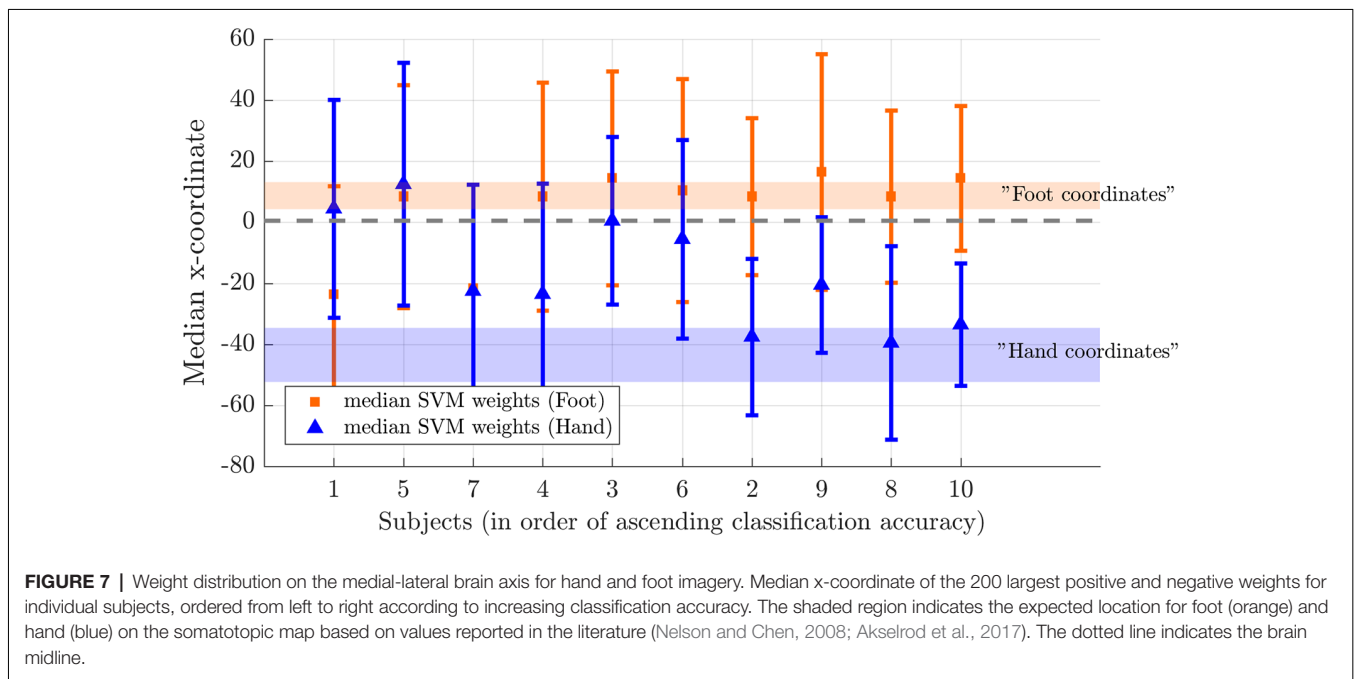 60
40
20
0
-20
-40
-60
-80
Median x-coordinate
"Foot coordinates"
"Hand coordinates"
median SVM weights (Foot)
median SVM weights (Hand)
1 5 7 4 3 6 2 9 8 10
Subjects (in order of ascending classification accuracy)
FIGURE 7 | Weight distribution on the medial-lateral brain axis for hand and foot imagery. Median x-coordinate of the 200 largest positive and negative weights for
individual subjects, ordered from left to right according to increasing classification accuracy. The shaded region indicates the expected location for foot (orange) and
hand (blue) on the somatotopic map based on values reported in the literature (Nelson and Chen, 2008; Akselrod et al., 2017). The dotted line indicates the brain
midline.